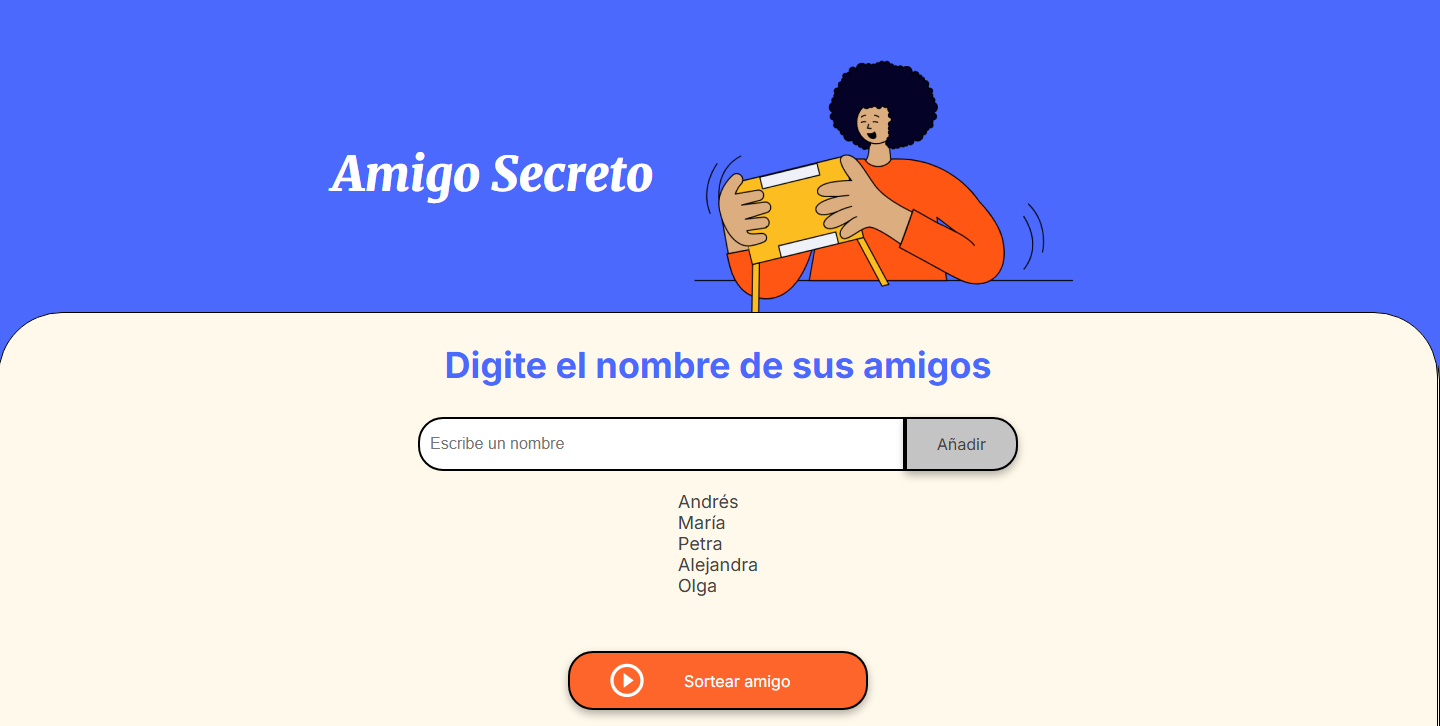 Amigo Secreto
Digite el nombre de sus amigos
Escribe un nombre
Añadir
Andrés
María
Petra
Alejandra
Olga
Sortear amigo